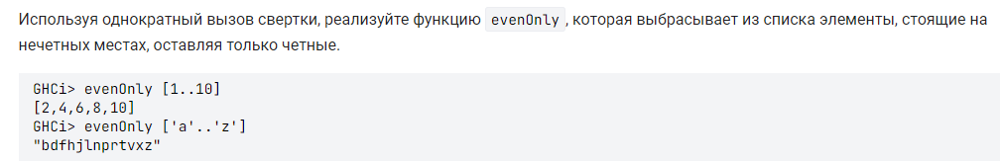 Используя однократный вызов свертки, реализуйте функцию evenOnly, которая выбрасывает из списка элементы, стоящие на
нечетных местах, оставляя только четные.
GHCi> evenOnly [1..10]
[2,4,6,8,10]
GHCi> evenOnly ['a'..'z']
"bdfhjlnprtvxz"